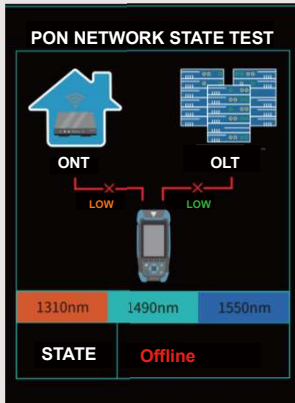 PON NETWORK STATE TEST
ONT OLT
LOW LOW
1310nm 1490nm 1550nm
STATE Offline